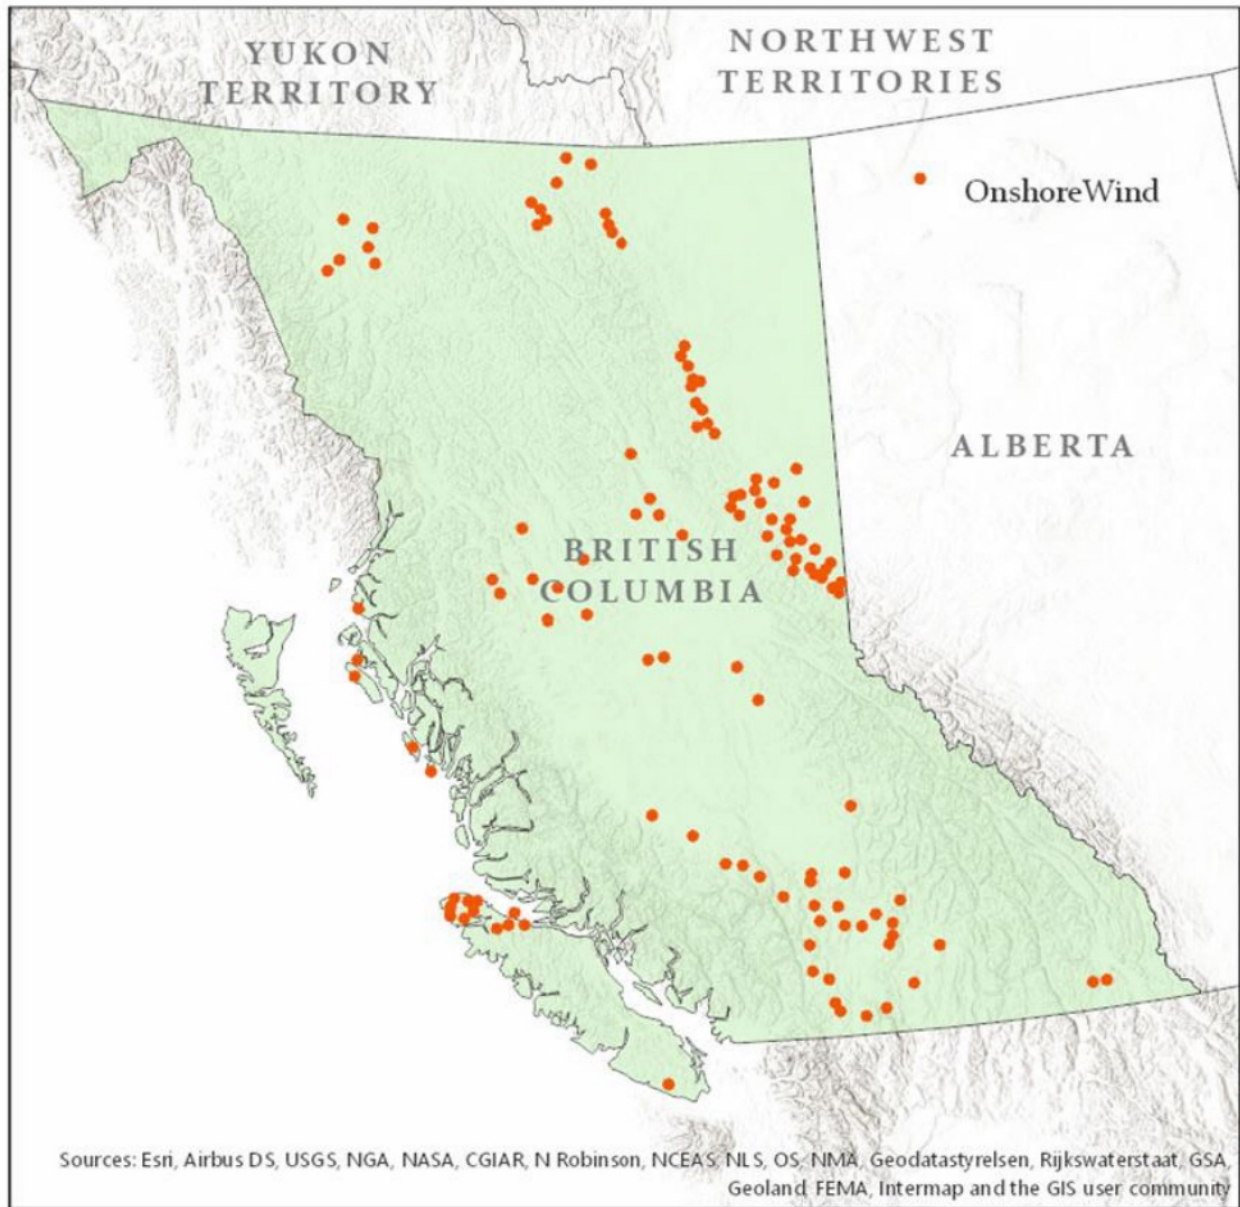 YUKON
TERRITORY
NORTHWEST
TERRITORIES
OnshoreWind
ALBERTA
BRITISH
COLUMBIA
Sources: Esri, Airbus DS, USGS, NGA, NASA, CGIAR, N Robinson, NCEAS, NLS, OS, NMA, Geodatastyrelsen, Rijkswaterstaat, GSA,
Geoland, FEMA, Intermap and the GIS user community